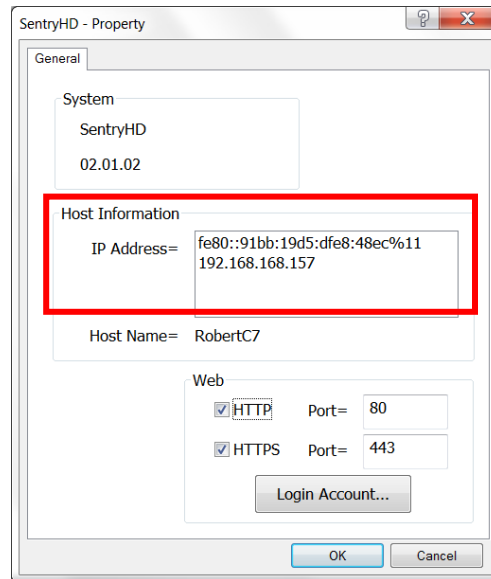 SentryHD - Property
General
System
SentryHD
02.01.02
Host Information
IP Address= fe80::91bb:19d5:dfe8:48ec%11
192.168.168.157
Host Name= RobertC7
Web
HTTP Port= 80
HTTPS Port= 443
Login Account...
OK Cancel